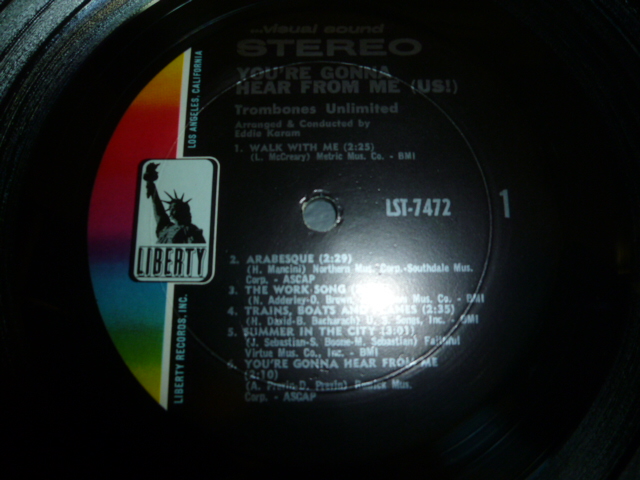 ...visual sound
STEREO
YOU'RE GONNA
HEAR FROM ME (US!)
Trombones Unlimited
Arranged & Conducted by
Eddie Karam
1. WALK WITH ME (2:25)
(L. McCreary) Metric Mus. Co. - BMI
LST-7472
1
2. ARABESQUE (2:29)
(H. Mancini) Northern Mus. Corp.-Southdale Mus.
Corp. - ASCAP
3. THE WORK SONG
(N. Adderley-O. Brown, Mus. Co. - BMI
4. TRAINS, BOATS AND PLANES (2:35)
(H. David-B. Bacharach) Songs, Inc. - BMI
5. SUMMER IN THE CITY (3:01)
(J. Sebastian-S. Boone-M. Sebastian) Faithful
Virtue Mus. Co., Inc. - BMI
6. YOU'RE GONNA HEAR FROM ME
(2:10)
(A. Previn-D. Previn) Mus.
Corp. - ASCAP
LIBERTY
LOS ANGELES, CALIFORNIA
LIBERTY RECORDS, INC.